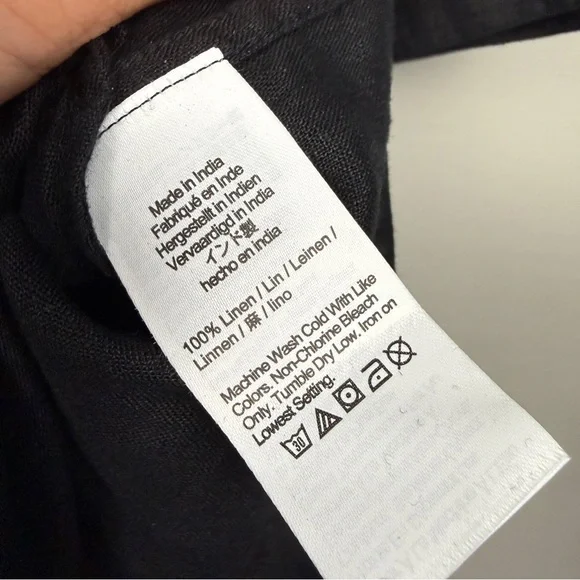 Made in India
Fabriqué en Inde
Hergestellt in Indien
Vervaardigd in India
インド製
hecho en india
100% Linen / Lin / Leinen /
Linnen / 麻 / lino
Machine Wash Cold With Like
Colors. Non-Chlorine Bleach
Only. Tumble Dry Low. Iron on
Lowest Setting.
30